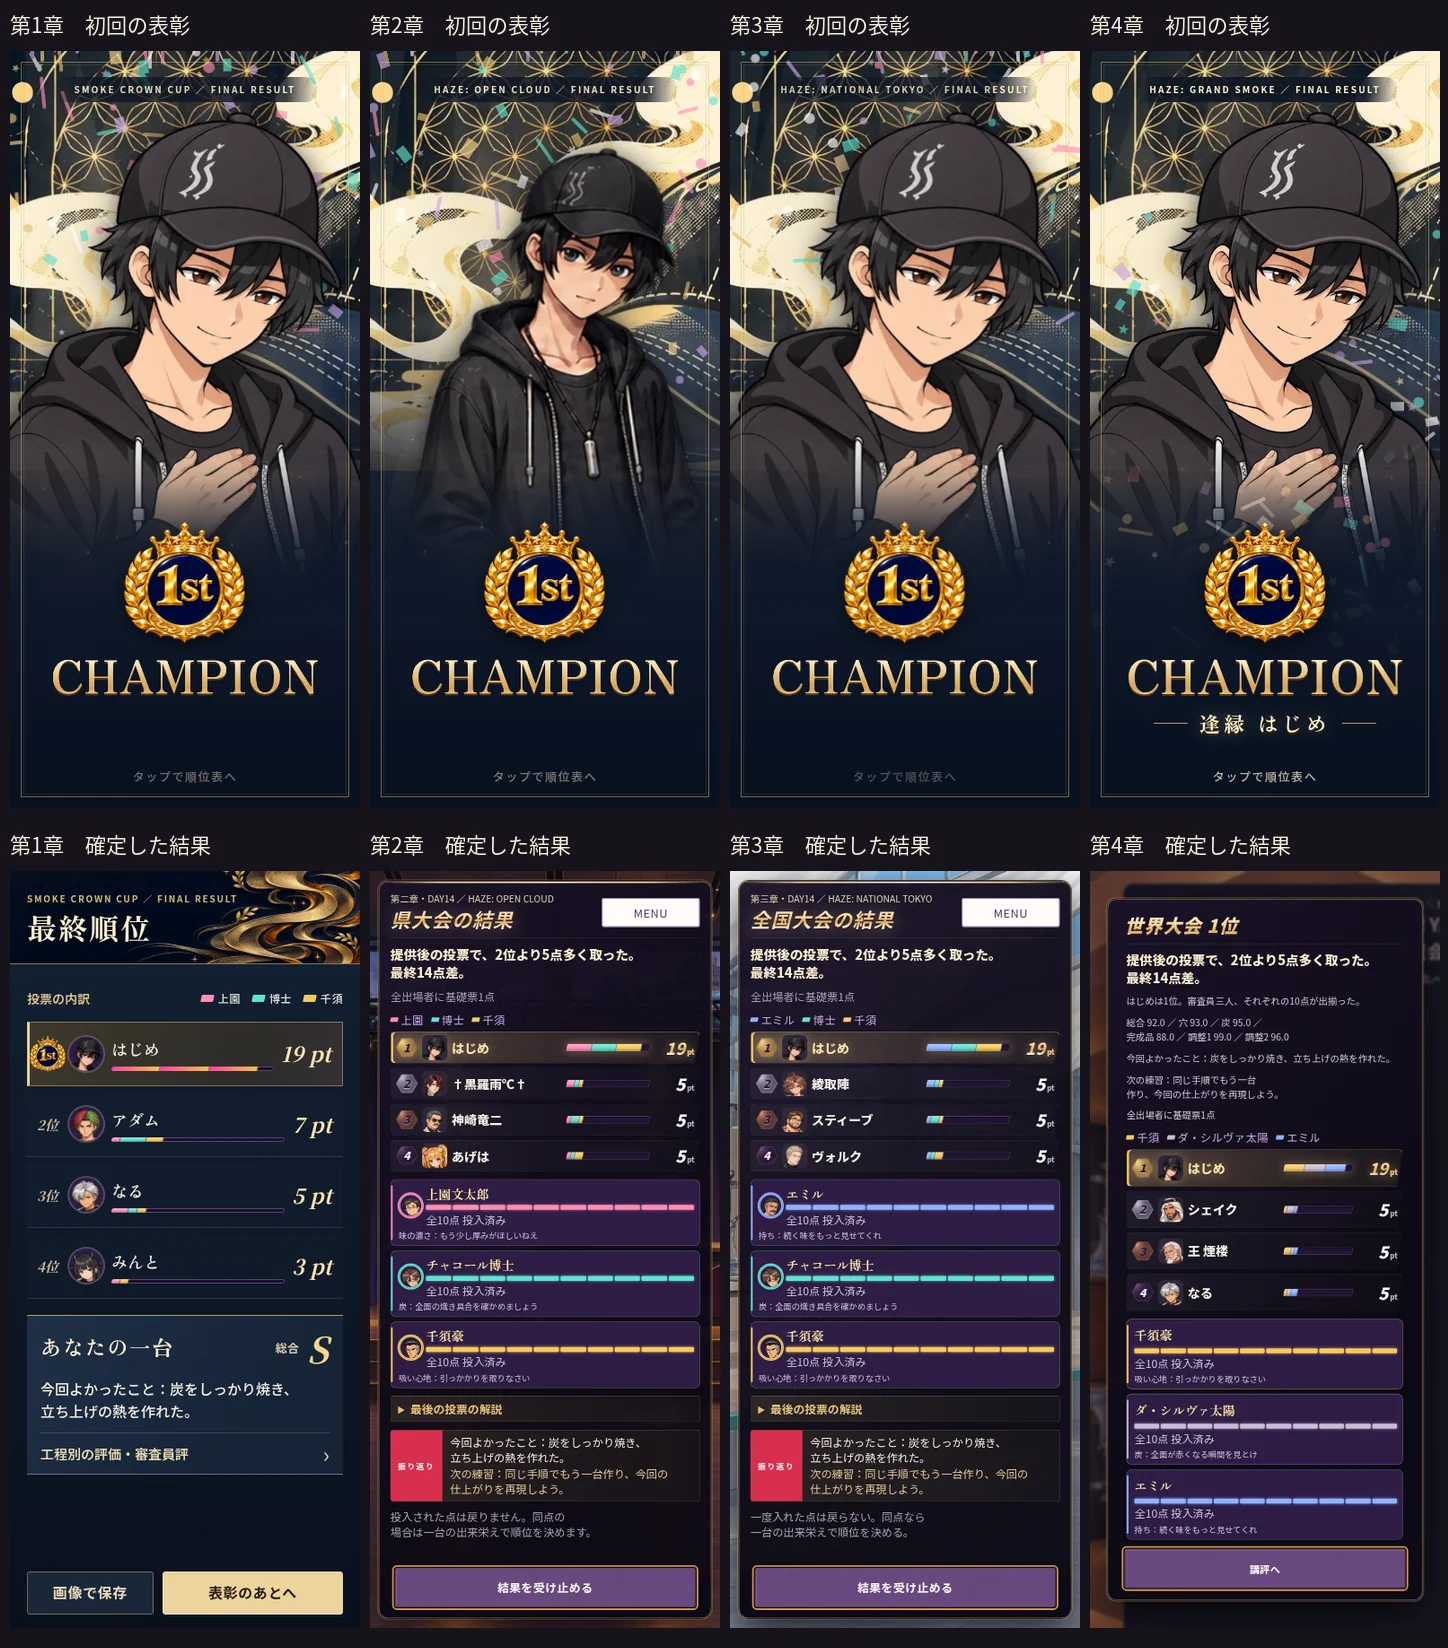 第1章　初回の表彰
SMOKE CROWN CUP ／ FINAL RESULT
1st
CHAMPION
タップで順位表へ
第2章　初回の表彰
HAZE: OPEN CLOUD ／ FINAL RESULT
1st
CHAMPION
タップで順位表へ
第3章　初回の表彰
HAZE: NATIONAL TOKYO ／ FINAL RESULT
1st
CHAMPION
タップで順位表へ
第4章　初回の表彰
HAZE: GRAND SMOKE ／ FINAL RESULT
1st
CHAMPION
逢縁 はじめ
タップで順位表へ
第1章　確定した結果
SMOKE CROWN CUP ／ FINAL RESULT
最終順位
投票の内訳 上園 博士 千須
1st はじめ 19 pt
2位 アダム 7 pt
3位 なる 5 pt
4位 みんと 3 pt
あなたの一台 総合 S
今回よかったこと：炭をしっかり焼き、
立ち上げの熱を作れた。
工程別の評価・審査員評 ›
画像で保存 表彰のあとへ
第2章　確定した結果
第二章・DAY14 ／ HAZE: OPEN CLOUD
県大会の結果
MENU
提供後の投票で、2位より5点多く取った。
最終14点差。
全出場者に基礎票1点
上園 博士 千須
1 はじめ 19pt
2 †黒羅雨℃† 5pt
3 神崎竜二 5pt
4 あげは 5pt
上園文太郎
全10点 投入済み
味の濃さ：もう少し厚みがほしいねえ
チャコール博士
全10点 投入済み
炭：全面の熾き具合を確かめましょう
千須豪
全10点 投入済み
吸い心地：引っかかりを取りなさい
▶ 最後の投票の解説
振り返り
今回よかったこと：炭をしっかり焼き、
立ち上げの熱を作れた。
次の練習：同じ手順でもう一台作り、今回の
仕上がりを再現しよう。
投入された点は戻りません。同点の
場合は一台の出来栄えで順位を決めます。
結果を受け止める
第3章　確定した結果
第三章・DAY14 ／ HAZE: NATIONAL TOKYO
全国大会の結果
MENU
提供後の投票で、2位より5点多く取った。
最終14点差。
全出場者に基礎票1点
エミル 博士 千須
1 はじめ 19pt
2 綾取陣 5pt
3 スティーブ 5pt
4 ヴォルク 5pt
エミル
全10点 投入済み
持ち：続く味をもっと見せてくれ
チャコール博士
全10点 投入済み
炭：全面の熾き具合を確かめましょう
千須豪
全10点 投入済み
吸い心地：引っかかりを取りなさい
▶ 最後の投票の解説
振り返り
今回よかったこと：炭をしっかり焼き、
立ち上げの熱を作れた。
次の練習：同じ手順でもう一台作り、今回の
仕上がりを再現しよう。
一度入れた点は戻らない。同点なら
一台の出来栄えで順位を決める。
結果を受け止める
第4章　確定した結果
世界大会 1位
提供後の投票で、2位より5点多く取った。
最終14点差。
はじめは1位。審査員三人、それぞれの10点が出揃った。
総合 92.0 ／ 穴 93.0 ／ 炭 95.0 ／
完成品 88.0 ／ 調整1 99.0 ／ 調整2 96.0
今回よかったこと：炭をしっかり焼き、立ち上げの熱を作れた。
次の練習：同じ手順でもう一台
作り、今回の仕上がりを再現しよう。
全出場者に基礎票1点
千須 ダ・シルヴァ太陽 エミル
1 はじめ 19pt
2 シェイク 5pt
3 王 煙楼 5pt
4 なる 5pt
千須豪
全10点 投入済み
吸い心地：引っかかりを取りなさい
ダ・シルヴァ太陽
全10点 投入済み
炭：全面が赤くなる瞬間を見とけ
エミル
全10点 投入済み
持ち：続く味をもっと見せてくれ
講評へ